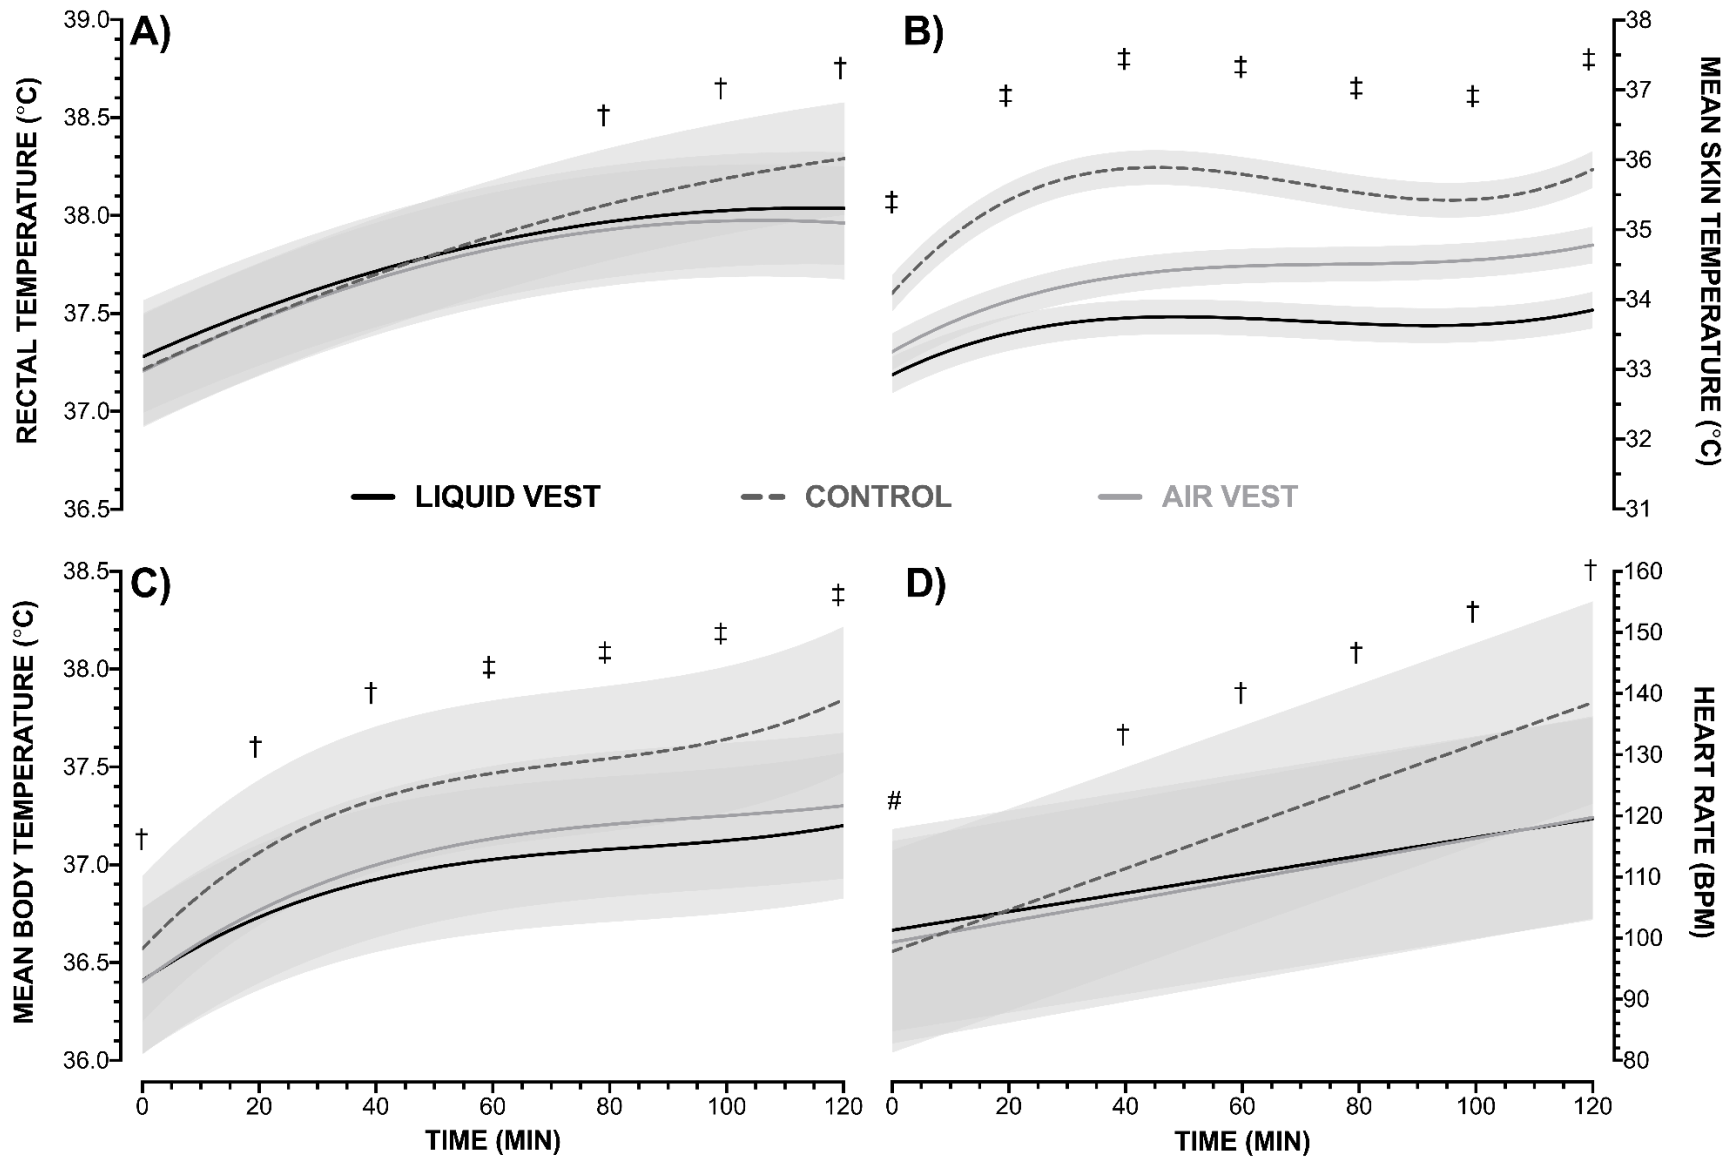 A)
B)
RECTAL TEMPERATURE (°C)
39.0
38.5
38.0
37.5
37.0
36.5
† † †
MEAN SKIN TEMPERATURE (°C)
38
37
36
35
34
33
32
31
‡ ‡ ‡ ‡ ‡ ‡ ‡
LIQUID VEST CONTROL AIR VEST
C)
D)
MEAN BODY TEMPERATURE (°C)
38.5
38.0
37.5
37.0
36.5
36.0
† † † ‡ ‡ ‡ ‡
0 20 40 60 80 100 120
TIME (MIN)
HEART RATE (BPM)
160
150
140
130
120
110
100
90
80
# † † † † †
0 20 40 60 80 100 120
TIME (MIN)